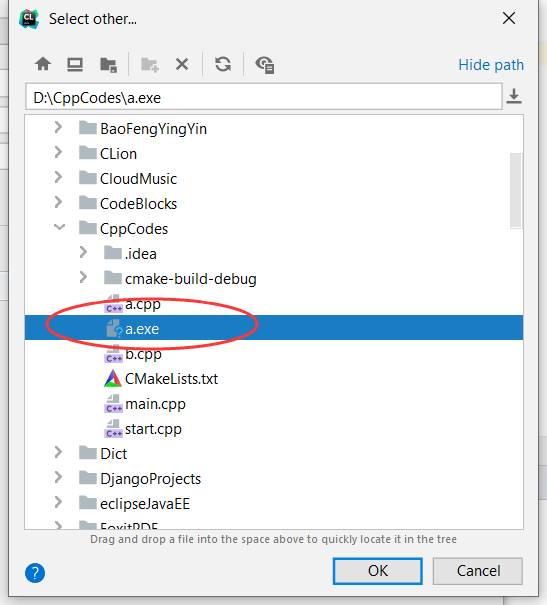 CL
Select other...
Hide path
D:\CppCodes\a.exe
BaoFengYingYin
CLion
CloudMusic
CodeBlocks
CppCodes
.idea
cmake-build-debug
a.cpp
a.exe
b.cpp
CMakeLists.txt
main.cpp
start.cpp
Dict
DjangoProjects
eclipseJavaEE
FoxitPDF
Drag and drop a file into the space above to quickly locate it in the tree
? OK Cancel